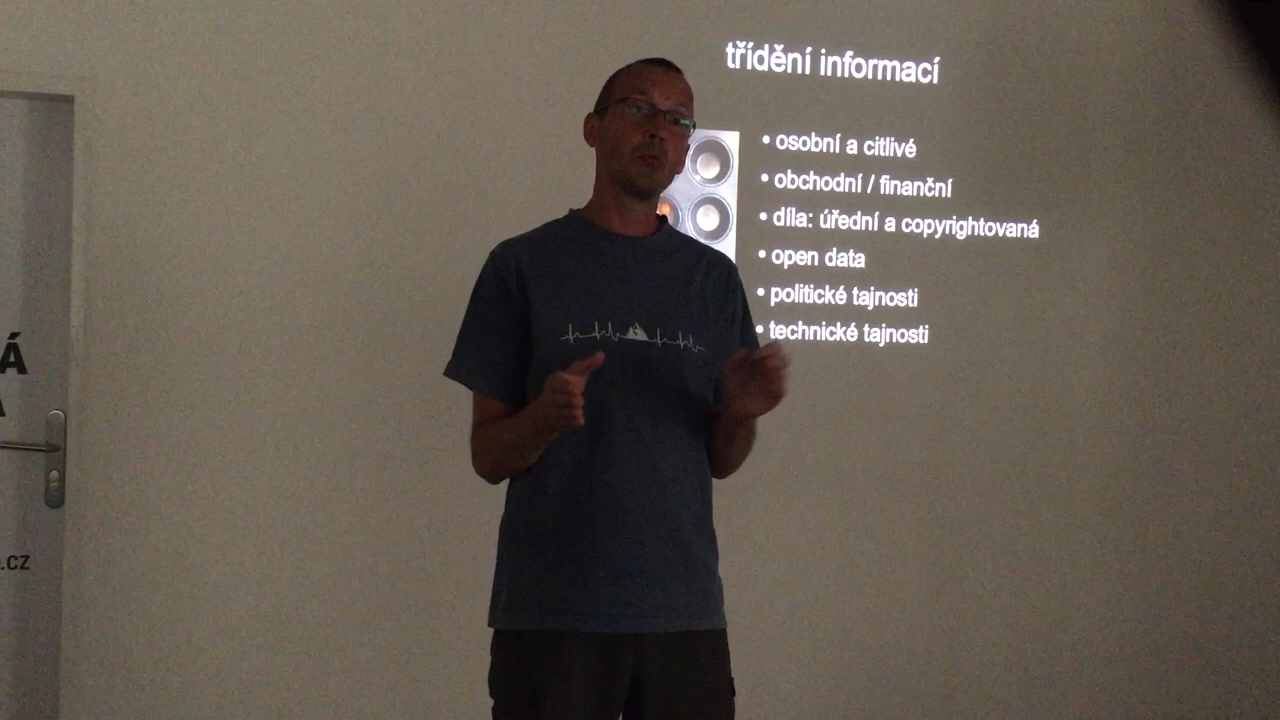 třídění informací
• osobní a citlivé
• obchodní / finanční
• díla: úřední a copyrightovaná
• open data
• politické tajnosti
• technické tajnosti
Á
.cz